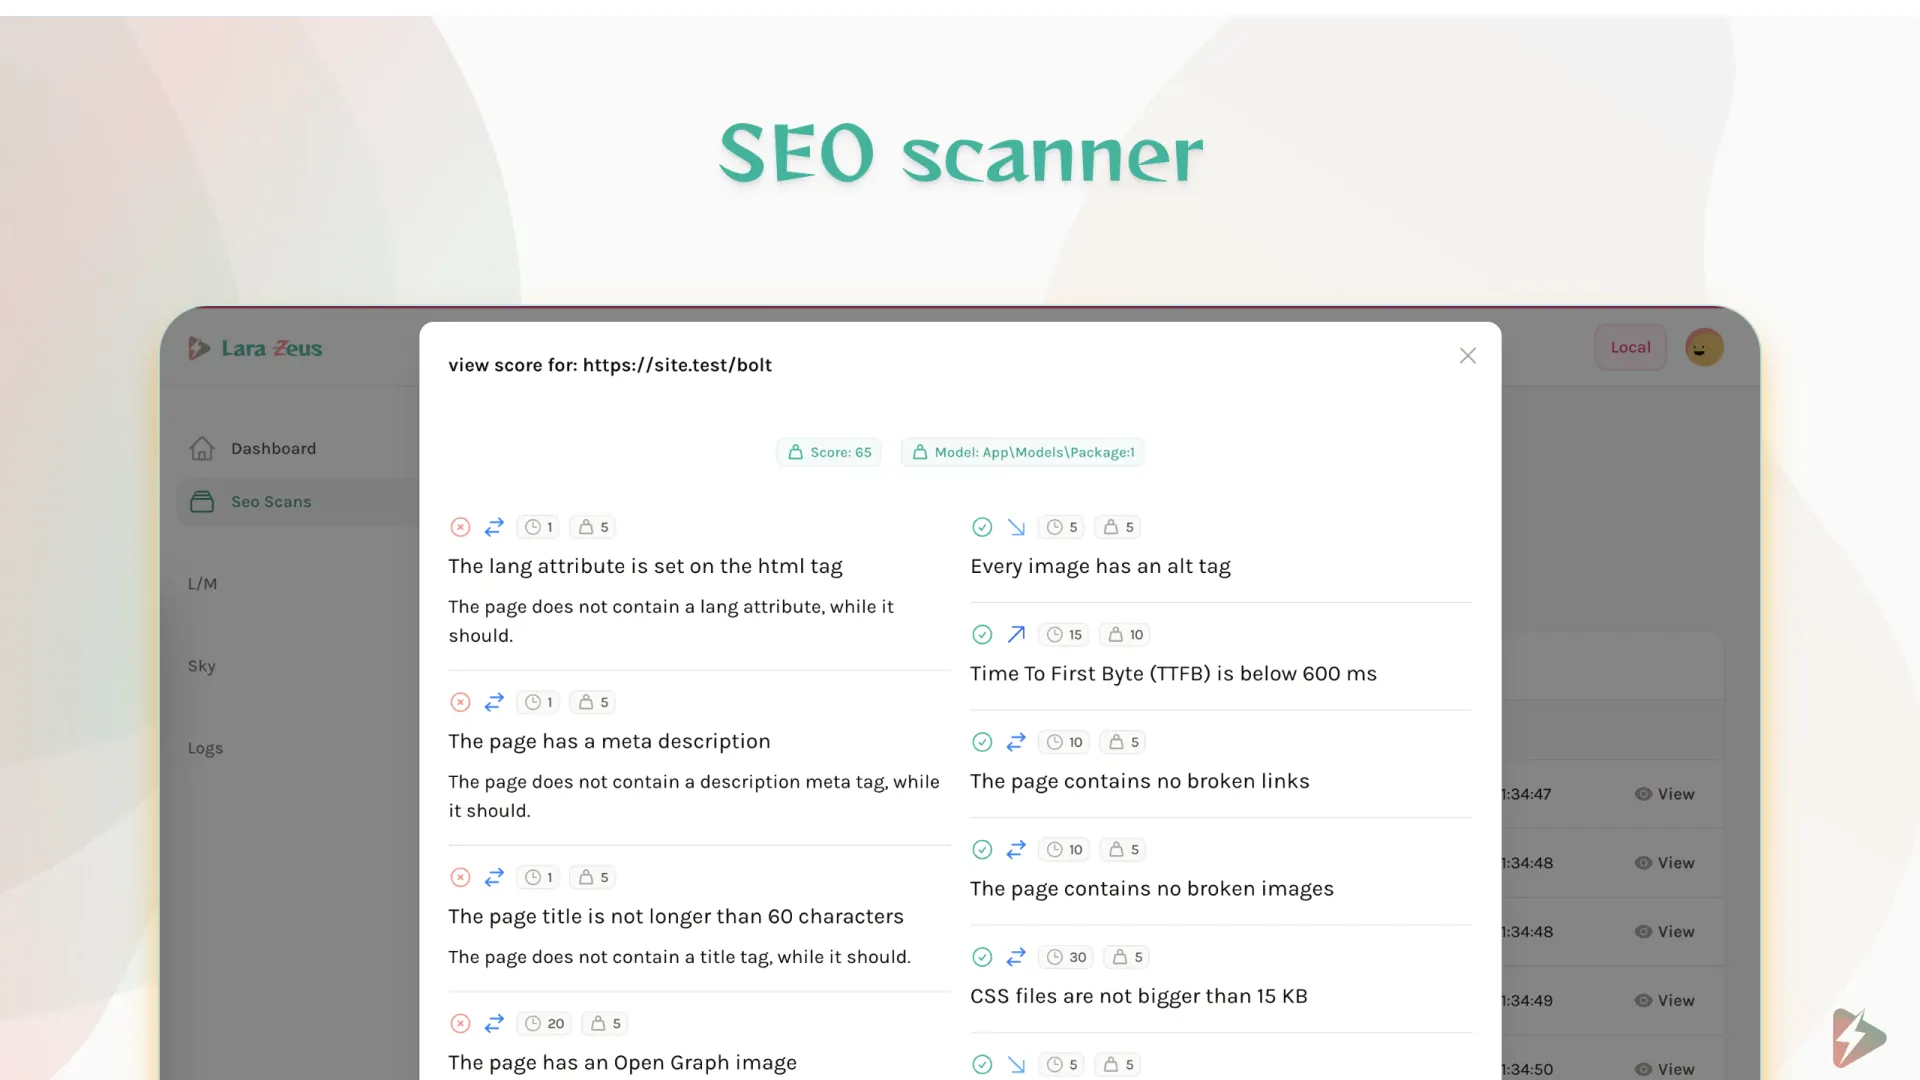 SEO scanner
Lara Zeus
Local
view score for: https://site.test/bolt
Dashboard
Seo Scans
L/M
Sky
Logs
Score: 65
Model: App\Models\Package:1
1 5
The lang attribute is set on the html tag
The page does not contain a lang attribute, while it
should.
1 5
The page has a meta description
The page does not contain a description meta tag, while
it should.
1 5
The page title is not longer than 60 characters
The page does not contain a title tag, while it should.
20 5
The page has an Open Graph image
5 5
Every image has an alt tag
15 10
Time To First Byte (TTFB) is below 600 ms
10 5
The page contains no broken links
10 5
The page contains no broken images
30 5
CSS files are not bigger than 15 KB
5 5
1:34:47 View
1:34:48 View
1:34:48 View
1:34:49 View
1:34:50 View